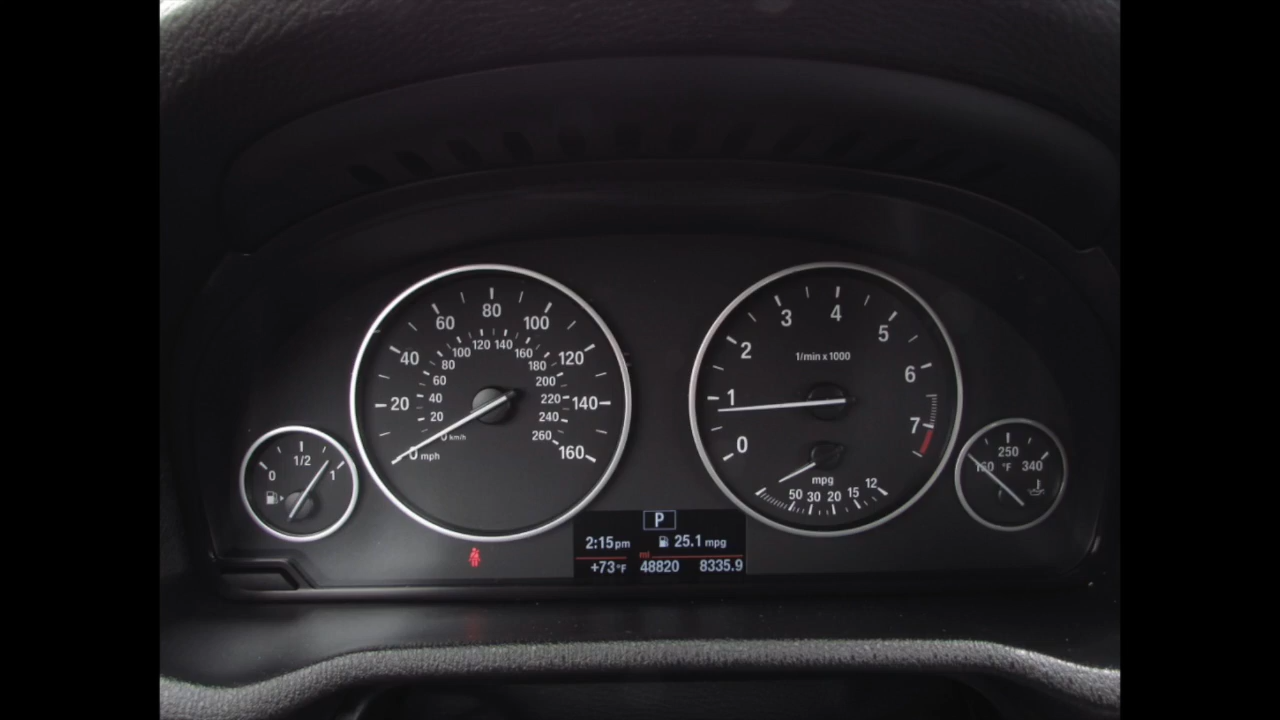 20 40 60 80 100 120 140 160
0 mph
20 40 60 80 100 120 140 160 180 200 220 240 260
0 km/h
0 1 2 3 4 5 6 7
1/min x 1000
mpg
50 30 20 15 12
0 1/2 1
160 °F 340
250
P
2:15 pm 25.1 mpg
mi
+73°F 48820 8335.9